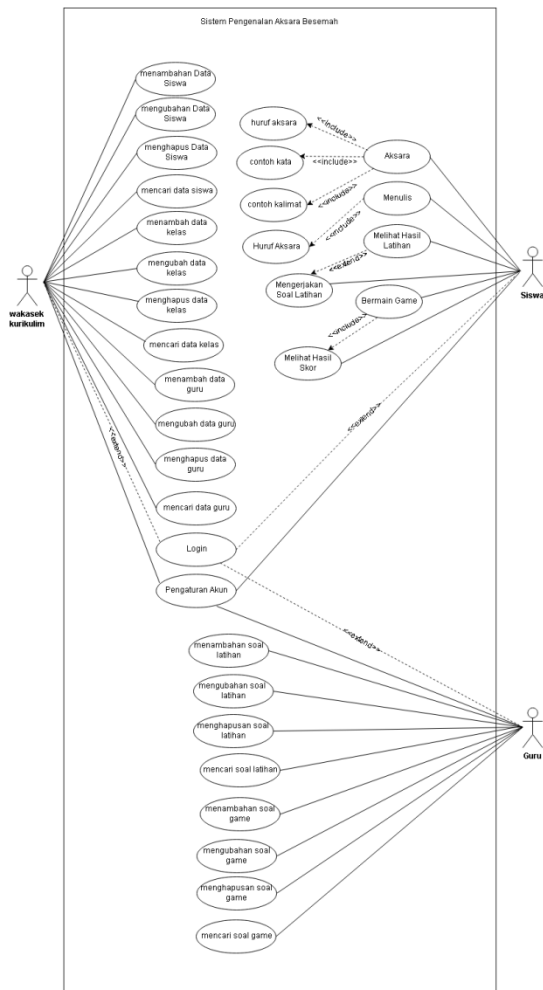 Sistem Pengenalan Aksara Besemah
menambahan Data
Siswa
mengubahan Data
Siswa
menghapus Data
Siswa
mencari data siswa
menambah data
kelas
mengubah data
kelas
menghapus data
kelas
mencari data kelas
menambah data
guru
mengubah data guru
menghapus data
guru
mencari data guru
Login
Pengaturan Akun
wakasek
kurikulim
<<extend>>
huruf aksara
<<include>>
Aksara
contoh kata
<<include>>
contoh kalimat
<<include>>
Menulis
Huruf Aksara
<<include>>
Melihat Hasil
Latihan
<<extend>>
Mengerjakan
Soal Latihan
Bermain Game
<<include>>
Melihat Hasil
Skor
Siswa
<<extend>>
<<extend>>
menambahan soal
latihan
mengubahan soal
latihan
menghapusan soal
latihan
mencari soal latihan
menambahan soal
game
mengubahan soal
game
menghapusan soal
game
mencari soal game
Guru